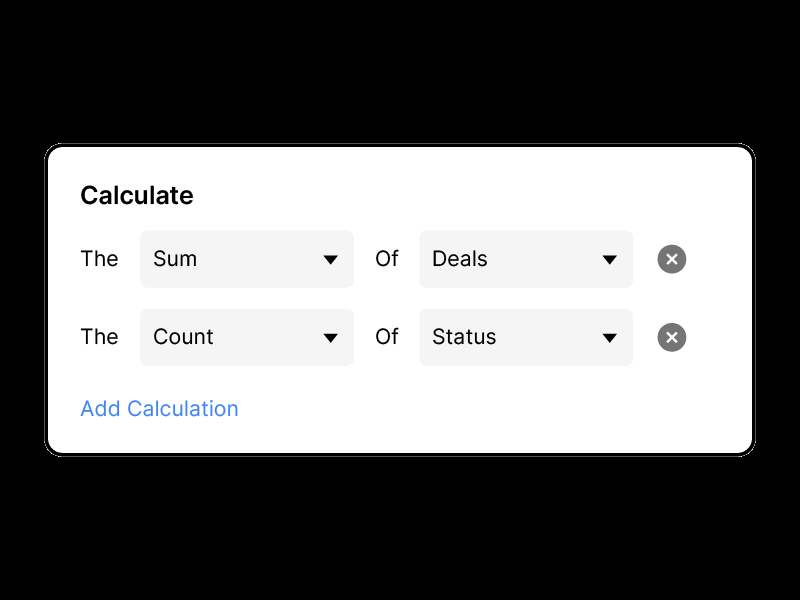 Calculate
The Sum Of Deals
The Count Of Status
Add Calculation